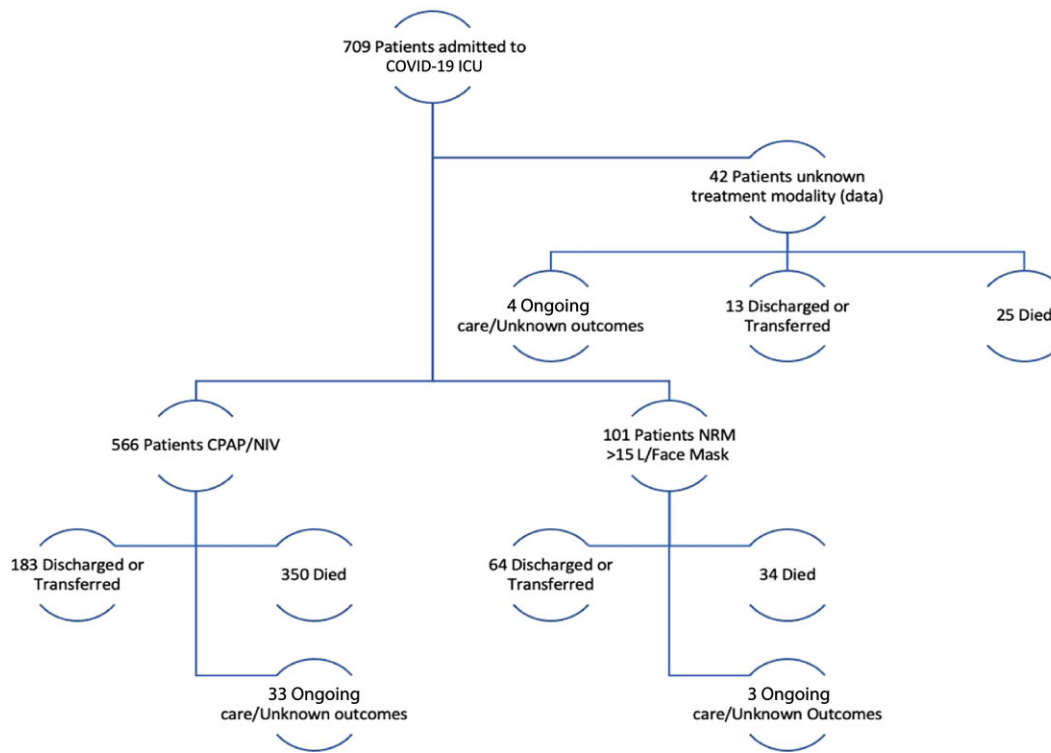 709 Patients admitted to
COVID-19 ICU
42 Patients unknown
treatment modality (data)
4 Ongoing
care/Unknown outcomes
13 Discharged or
Transferred
25 Died
566 Patients CPAP/NIV
101 Patients NRM
>15 L/Face Mask
183 Discharged or
Transferred
350 Died
64 Discharged or
Transferred
34 Died
33 Ongoing
care/Unknown outcomes
3 Ongoing
care/Unknown Outcomes